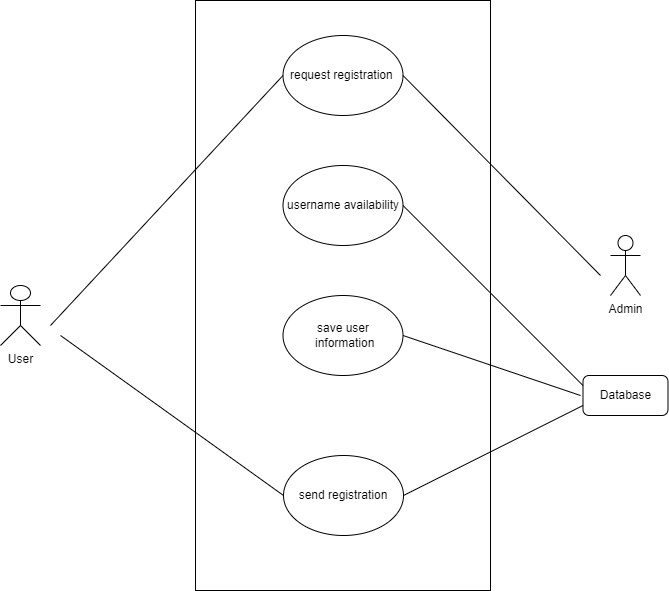 request registration
username availability
save user
information
send registration
User
Admin
Database